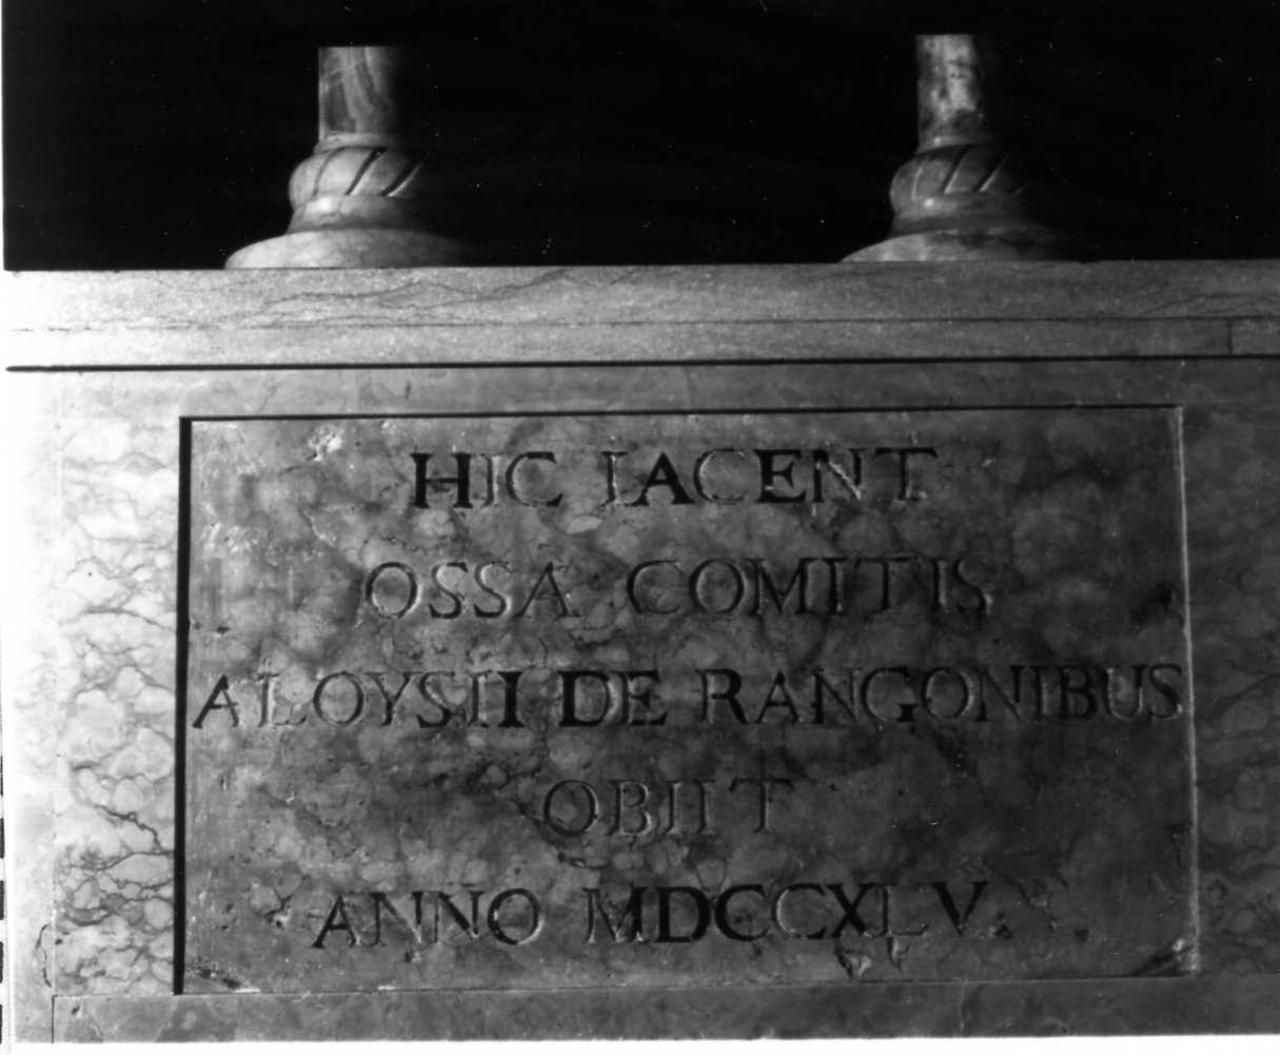 HIC IACENT
OSSA COMITIS
ALOYSII DE RANGONIBUS
OBIIT
ANNO MDCCXLV.